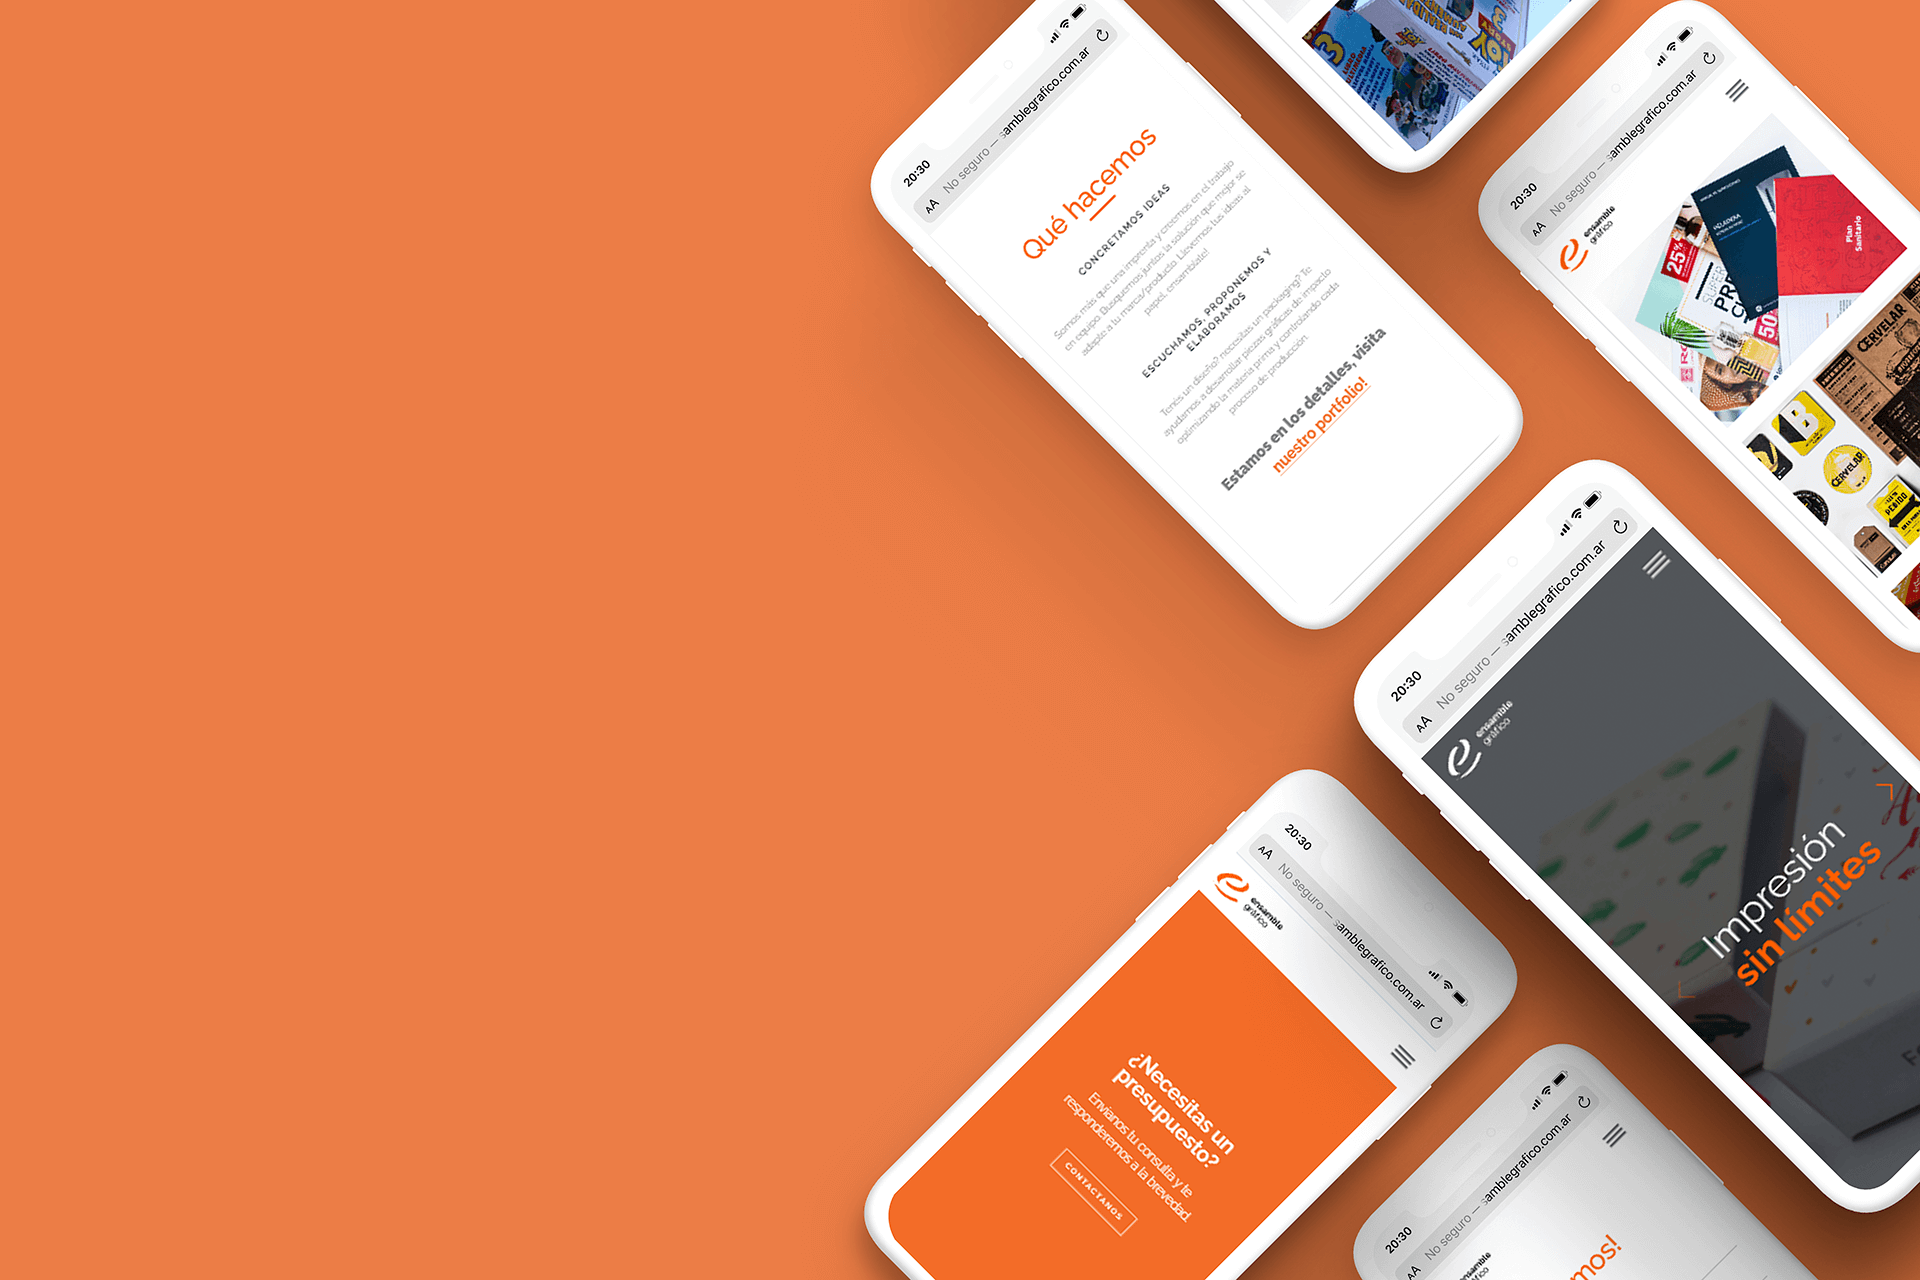 20:30
AA No seguro — samblegrafico.com.ar
Qué hacemos
CONCRETAMOS IDEAS
Somos más que una imprenta y creemos en el trabajo
en equipo. Busquemos juntos la solución que mejor se
adapte a tu marca/producto. Llevemos tus ideas al
papel, ensamblate!
ESCUCHAMOS, PROPONEMOS Y
ELABORAMOS
Tenés un diseño? necesitas un packaging? Te
ayudamos a desarrollar piezas gráficas de impacto
optimizando la materia prima y controlando cada
proceso de producción.
Estamos en los detalles, visita
nuestro portfolio!
TOY
3
20:30
AA No seguro — samblegrafico.com.ar
ensamble
gráfico
25%
Plan
Sanitario
50
CERVELAR
CERVELAR
20:30
AA No seguro — samblegrafico.com.ar
ensamble
gráfico
Impresión
sin límites
20:30
AA No seguro — samblegrafico.com.ar
ensamble
gráfico
¿Necesitas un
presupuesto?
Envianos tu consulta y te
responderemos a la brevedad.
CONTACTANOS
20:30
AA No seguro — samblegrafico.com.ar
ensamble
gráfico
mos!